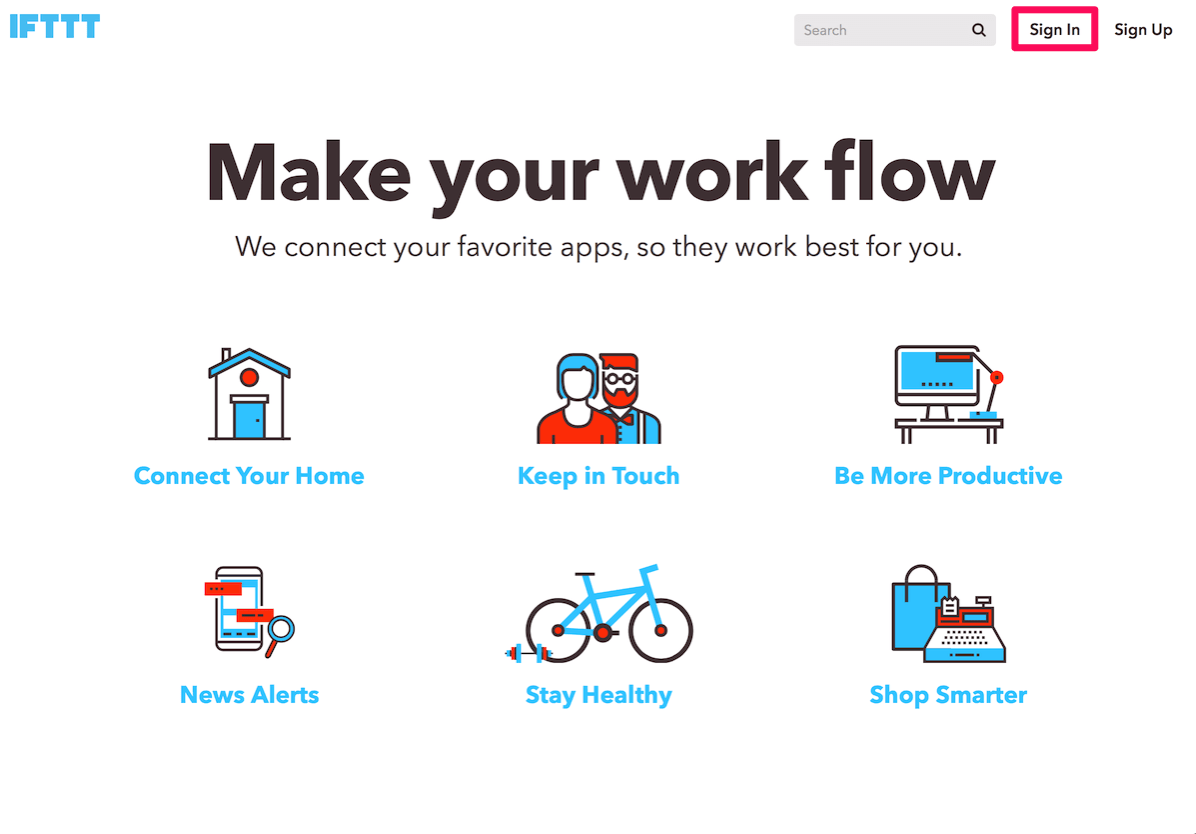 IFTTT
Search
Sign In
Sign Up
Make your work flow
We connect your favorite apps, so they work best for you.
Connect Your Home
Keep in Touch
Be More Productive
News Alerts
Stay Healthy
Shop Smarter